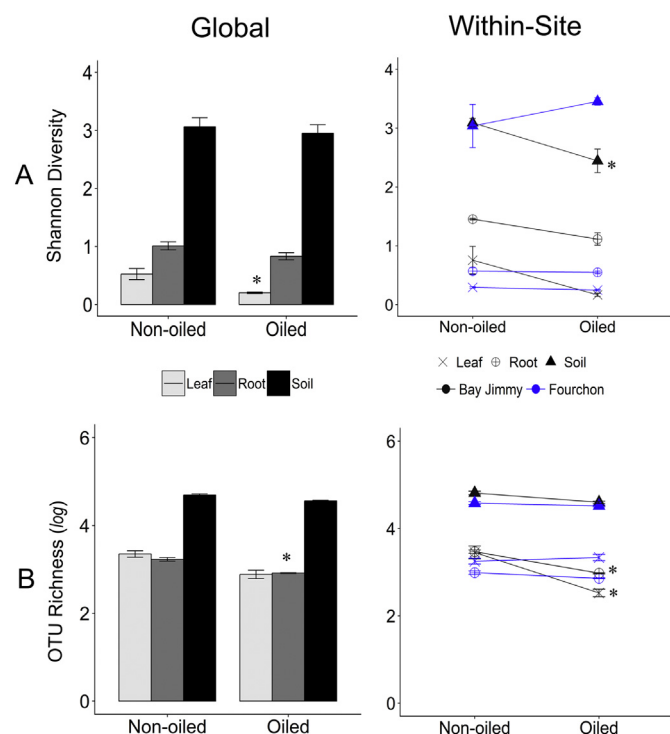 Global
Within-Site
A
Shannon Diversity
4
3
2
1
0
*
Non-oiled
Oiled
4
3
2
1
0
*
Non-oiled
Oiled
Leaf Root Soil
Leaf Root Soil
Bay Jimmy Fourchon
B
OTU Richness (log)
6
4
2
0
*
Non-oiled
Oiled
6
4
2
0
*
*
Non-oiled
Oiled